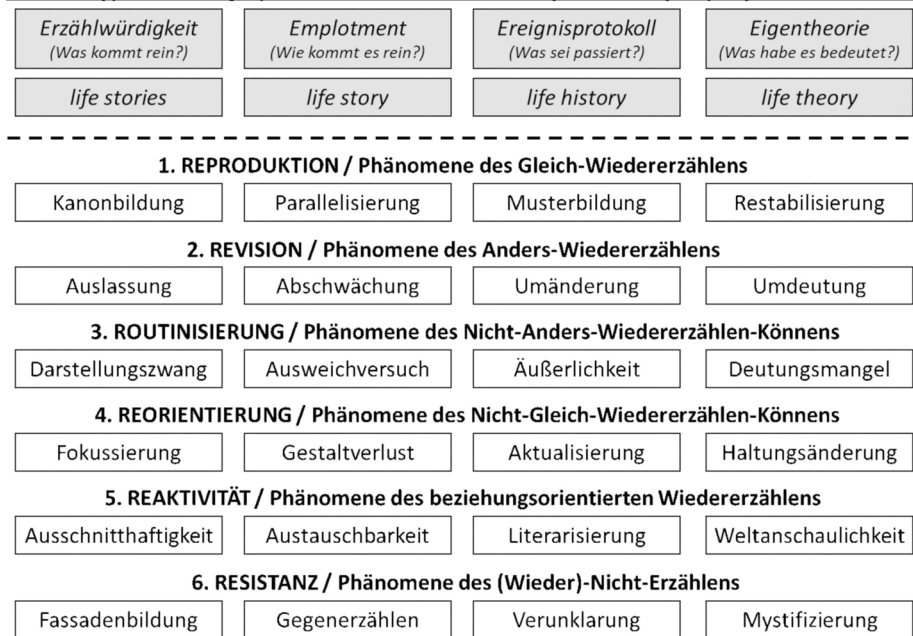 Erzählwürdigkeit Emplotment Ereignisprotokoll Eigentheorie
(Was kommt rein?) (Wie kommt es rein?) (Was sei passiert?) (Was habe es bedeutet?)
life stories life story life history life theory
1. REPRODUKTION / Phänomene des Gleich-Wiedererzählens
Kanonbildung Parallelisierung Musterbildung Restabilisierung
2. REVISION / Phänomene des Anders-Wiedererzählens
Auslassung Abschwächung Umänderung Umdeutung
3. ROUTINISIERUNG / Phänomene des Nicht-Anders-Wiedererzählen-Könnens
Darstellungszwang Ausweichversuch Äußerlichkeit Deutungsmangel
4. REORIENTIERUNG / Phänomene des Nicht-Gleich-Wiedererzählen-Könnens
Fokussierung Gestaltverlust Aktualisierung Haltungsänderung
5. REAKTIVITÄT / Phänomene des beziehungsorientierten Wiedererzählens
Ausschnitthaftigkeit Austauschbarkeit Literarisierung Weltanschaulichkeit
6. RESISTANZ / Phänomene des (Wieder)-Nicht-Erzählens
Fassadenbildung Gegenerzählen Verunklarung Mystifizierung